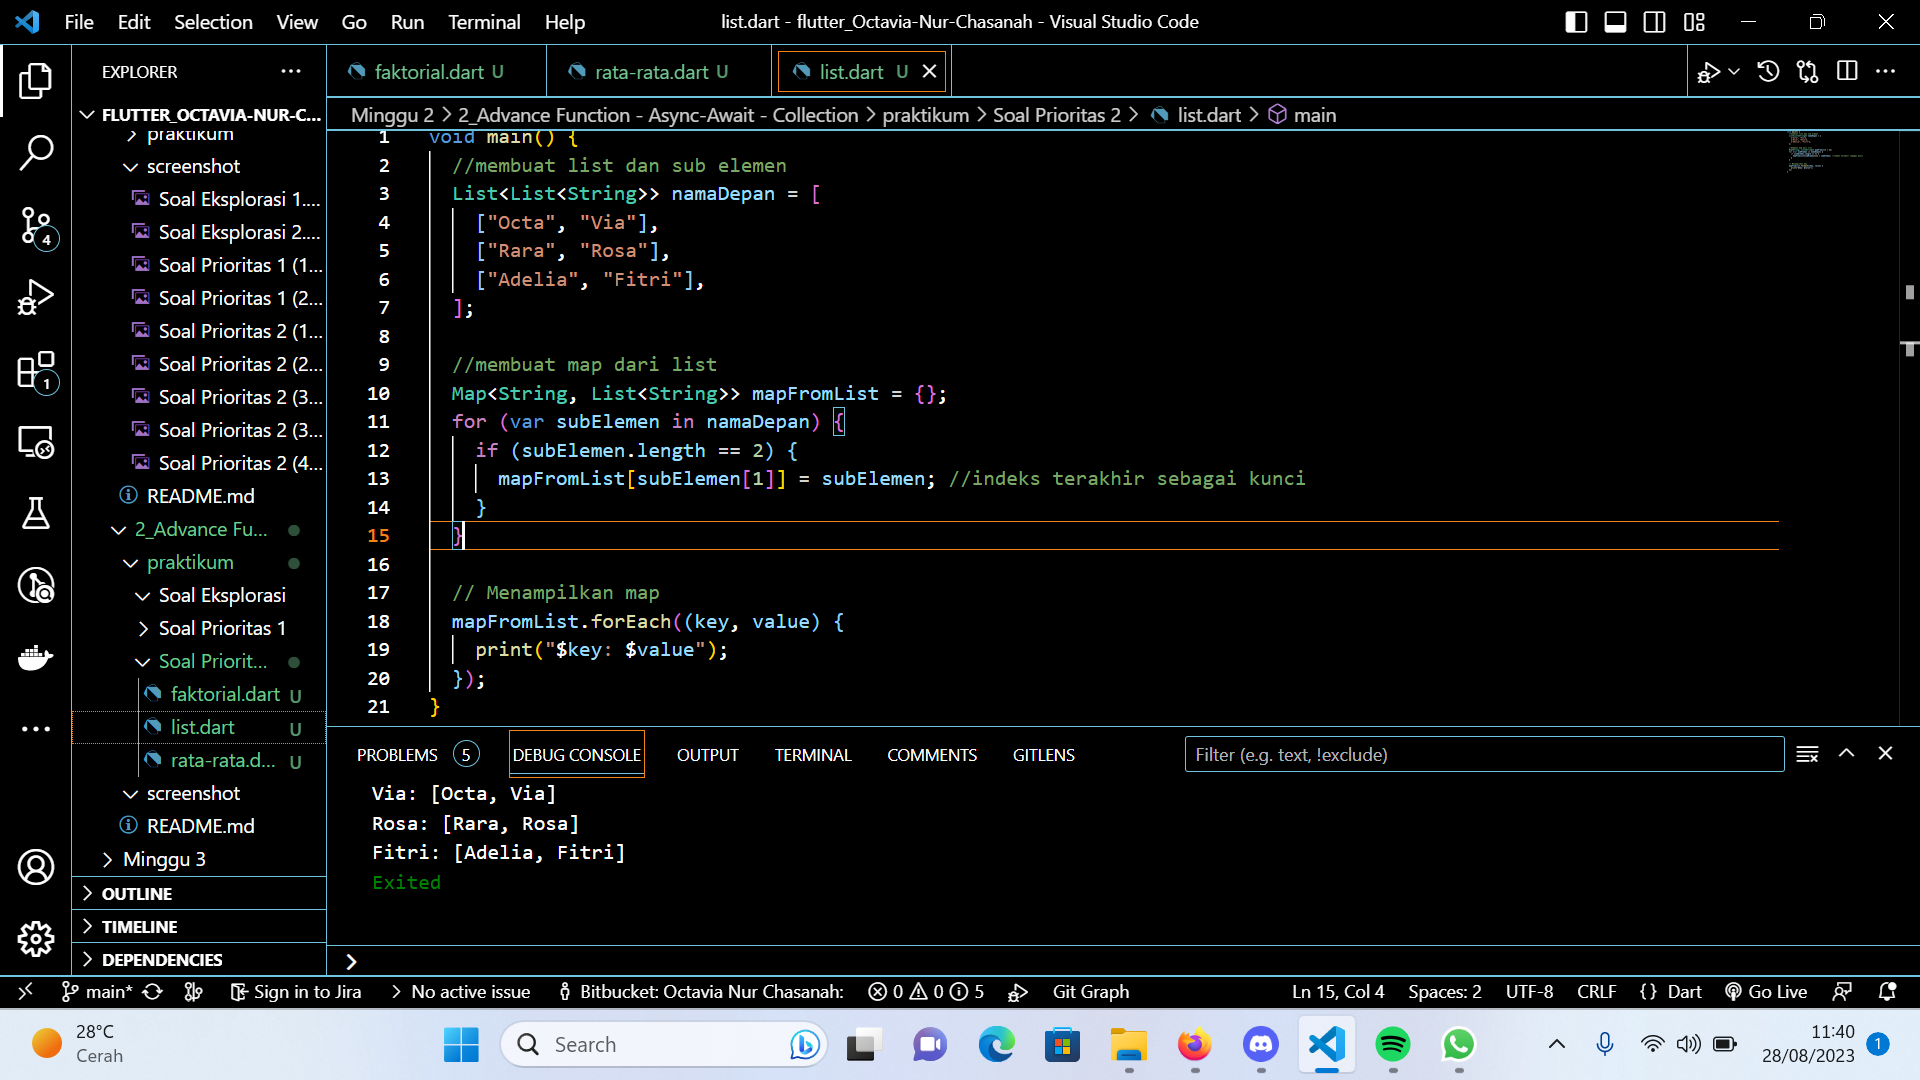 File Edit Selection View Go Run Terminal Help
list.dart - flutter_Octavia-Nur-Chasanah - Visual Studio Code
EXPLORER
FLUTTER_OCTAVIA-NUR-C...
praktikum
screenshot
Soal Eksplorasi 1....
Soal Eksplorasi 2....
Soal Prioritas 1 (1...
Soal Prioritas 1 (2...
Soal Prioritas 2 (1...
Soal Prioritas 2 (2...
Soal Prioritas 2 (3...
Soal Prioritas 2 (3...
Soal Prioritas 2 (4...
README.md
2_Advance Fu...
praktikum
Soal Eksplorasi
Soal Prioritas 1
Soal Priorit...
faktorial.dart U
list.dart U
rata-rata.d... U
screenshot
README.md
Minggu 3
OUTLINE
TIMELINE
DEPENDENCIES
4
1
faktorial.dart U
rata-rata.dart U
list.dart U
Minggu 2 > 2_Advance Function - Async-Await - Collection > praktikum > Soal Prioritas 2 > list.dart > main
1 void main() {
2 //membuat list dan sub elemen
3 List<List<String>> namaDepan = [
4 ["Octa", "Via"],
5 ["Rara", "Rosa"],
6 ["Adelia", "Fitri"],
7 ];
8
9 //membuat map dari list
10 Map<String, List<String>> mapFromList = {};
11 for (var subElemen in namaDepan) {
12 if (subElemen.length == 2) {
13 mapFromList[subElemen[1]] = subElemen; //indeks terakhir sebagai kunci
14 }
15 }
16
17 // Menampilkan map
18 mapFromList.forEach((key, value) {
19 print("$key: $value");
20 });
21 }
PROBLEMS 5 DEBUG CONSOLE OUTPUT TERMINAL COMMENTS GITLENS
Filter (e.g. text, !exclude)
Via: [Octa, Via]
Rosa: [Rara, Rosa]
Fitri: [Adelia, Fitri]
Exited
main* Sign in to Jira No active issue Bitbucket: Octavia Nur Chasanah: 0 0 5 Git Graph
Ln 15, Col 4 Spaces: 2 UTF-8 CRLF {} Dart Go Live
28°C
Cerah
Search
11:40
28/08/2023
1